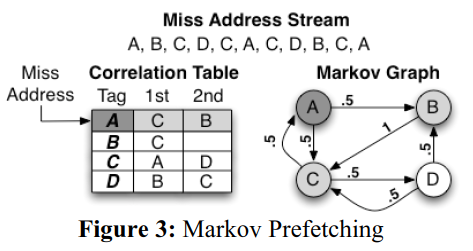 Miss Address Stream
A, B, C, D, C, A, C, D, B, C, A
Miss Address
Correlation Table
Tag 1st 2nd
A C B
B C
C A D
D B C
Markov Graph
A .5 B
.5 .5 1 .5
C .5 D
.5
Figure 3: Markov Prefetching